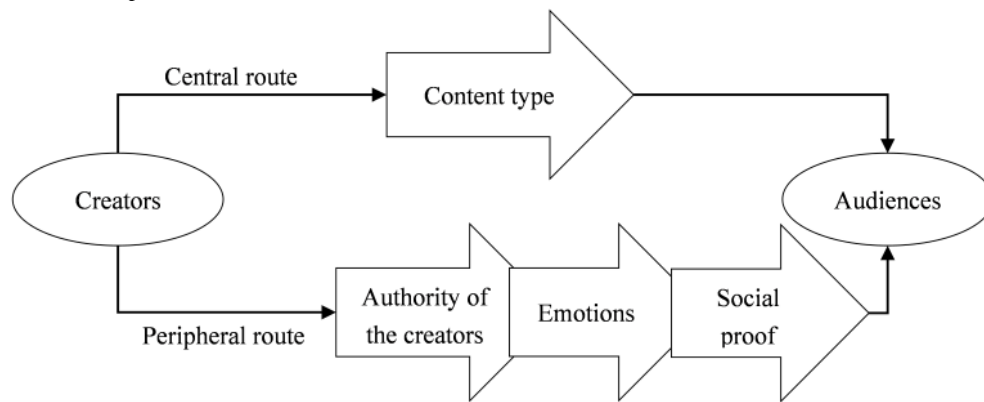 Central route
Content type
Creators
Audiences
Authority of
the creators
Emotions
Social
proof
Peripheral route